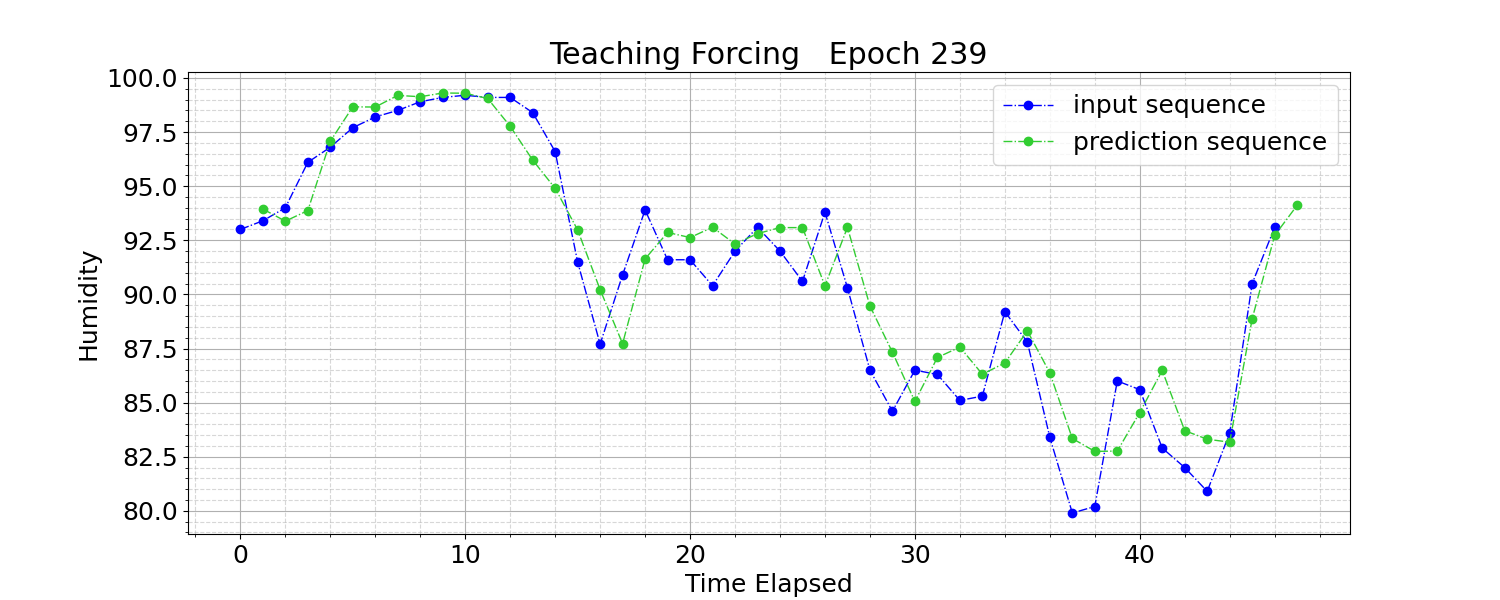 Teaching Forcing   Epoch 239
100.0
97.5
95.0
92.5
90.0
87.5
85.0
82.5
80.0
Humidity
input sequence
prediction sequence
0 10 20 30 40
Time Elapsed